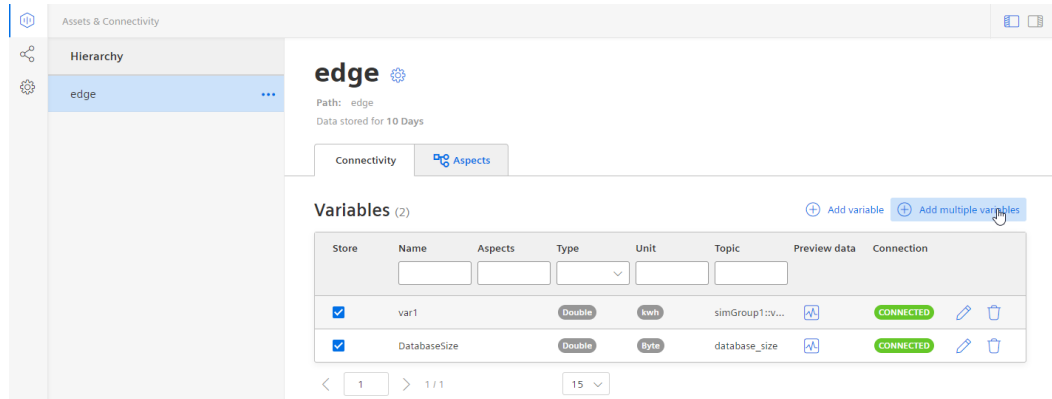 Assets & Connectivity
Hierarchy
edge
edge
Path: edge
Data stored for 10 Days
Connectivity
Aspects
Variables (2)
Add variable
Add multiple variables
Store Name Aspects Type Unit Topic Preview data Connection
var1 Double kwh simGroup1::v... CONNECTED
DatabaseSize Double Byte database_size CONNECTED
1 1 / 1 15